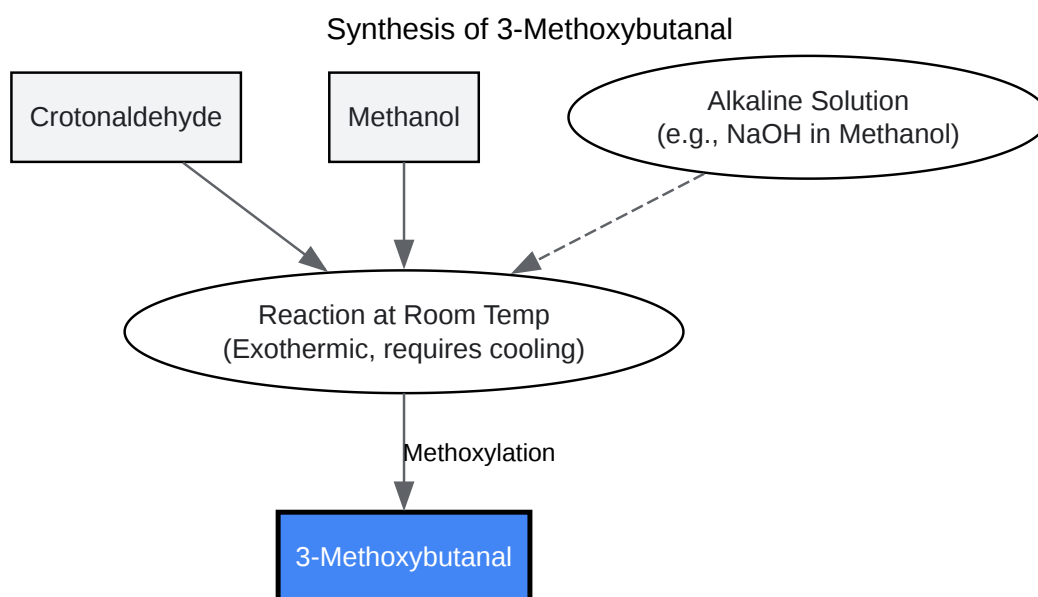 Synthesis of 3-Methoxybutanal
Crotonaldehyde
Methanol
Alkaline Solution
(e.g., NaOH in Methanol)
Reaction at Room Temp
(Exothermic, requires cooling)
Methoxylation
3-Methoxybutanal